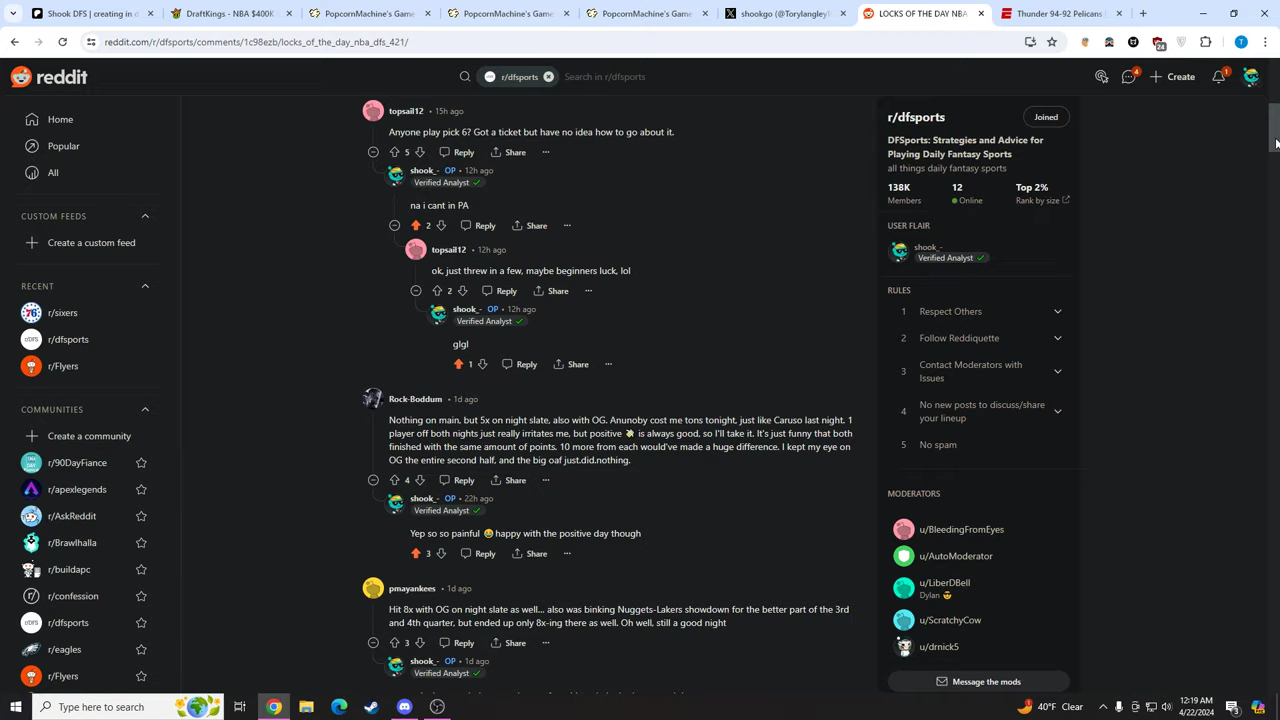 Shook DFS | creating in d
DraftKings - NBA $400K
PopcornMachine's Game
PopcornMachine's Game
PopcornMachine's Game
shookgo (@Torylangley
LOCKS OF THE DAY NBA
Thunder 94-92 Pelicans
reddit.com/r/dfsports/comments/1c98ezb/locks_of_the_day_nba_dfs_421/
24
T
reddit
r/dfsports
Search in r/dfsports
4
Create
1
Home
Popular
All
CUSTOM FEEDS
Create a custom feed
RECENT
r/sixers
r/dfsports
r/Flyers
COMMUNITIES
Create a community
r/90DayFiance
r/apexlegends
r/AskReddit
r/Brawlhalla
r/buildapc
r/confession
r/dfsports
r/eagles
r/Flyers
topsail12 • 15h ago
Anyone play pick 6? Got a ticket but have no idea how to go about it.
5 Reply Share
shook_- OP • 12h ago
Verified Analyst
na i cant in PA
2 Reply Share
topsail12 • 12h ago
ok, just threw in a few, maybe beginners luck, lol
2 Reply Share
shook_- OP • 12h ago
Verified Analyst
glgl
1 Reply Share
Rock-Boddum • 1d ago
Nothing on main, but 5x on night slate, also with OG. Anunoby cost me tons tonight, just like Caruso last night. 1
player off both nights just really irritates me, but positive 💸 is always good, so I'll take it. It's just funny that both
finished with the same amount of points. 10 more from each would've made a huge difference. I kept my eye on
OG the entire second half, and the big oaf just.did.nothing.
4 Reply Share
shook_- OP • 22h ago
Verified Analyst
Yep so so painful 😂 happy with the positive day though
3 Reply Share
pmayankees • 1d ago
Hit 8x with OG on night slate as well... also was binking Nuggets-Lakers showdown for the better part of the 3rd
and 4th quarter, but ended up only 8x-ing there as well. Oh well, still a good night
3 Reply Share
shook_- OP • 1d ago
Verified Analyst
r/dfsports
Joined
DFSports: Strategies and Advice for
Playing Daily Fantasy Sports
all things daily fantasy sports
138K 12 Top 2%
Members Online Rank by size
USER FLAIR
shook_-
Verified Analyst
RULES
1 Respect Others
2 Follow Reddiquette
3 Contact Moderators with
Issues
4 No new posts to discuss/share
your lineup
5 No spam
MODERATORS
u/BleedingFromEyes
u/AutoModerator
u/LiberDBell
Dylan 😎
u/ScratchyCow
u/drnick5
Message the mods
Type here to search
40°F Clear
12:19 AM
4/22/2024
3